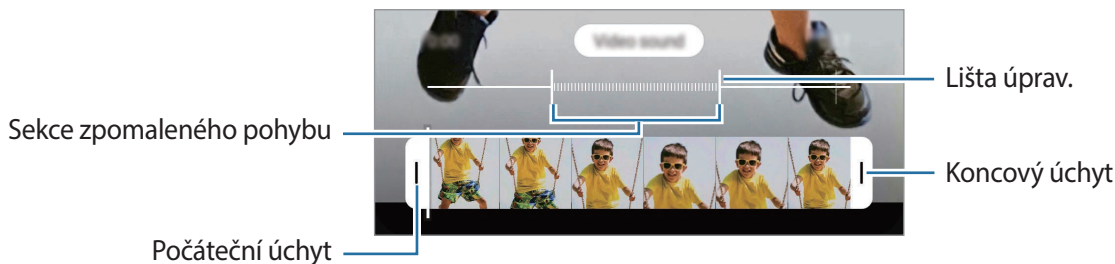 Video sound
Lišta úprav.
Sekce zpomaleného pohybu
Koncový úchyt
Počáteční úchyt